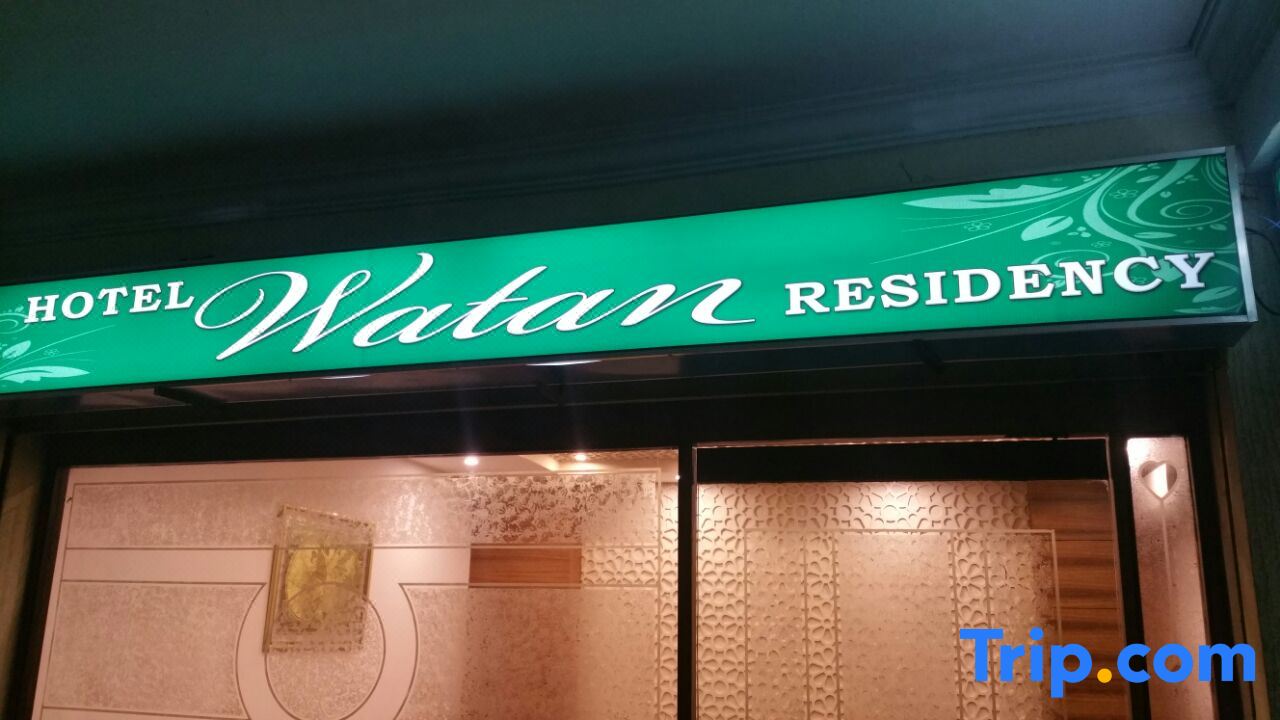 HOTEL Watan RESIDENCY
Trip.com